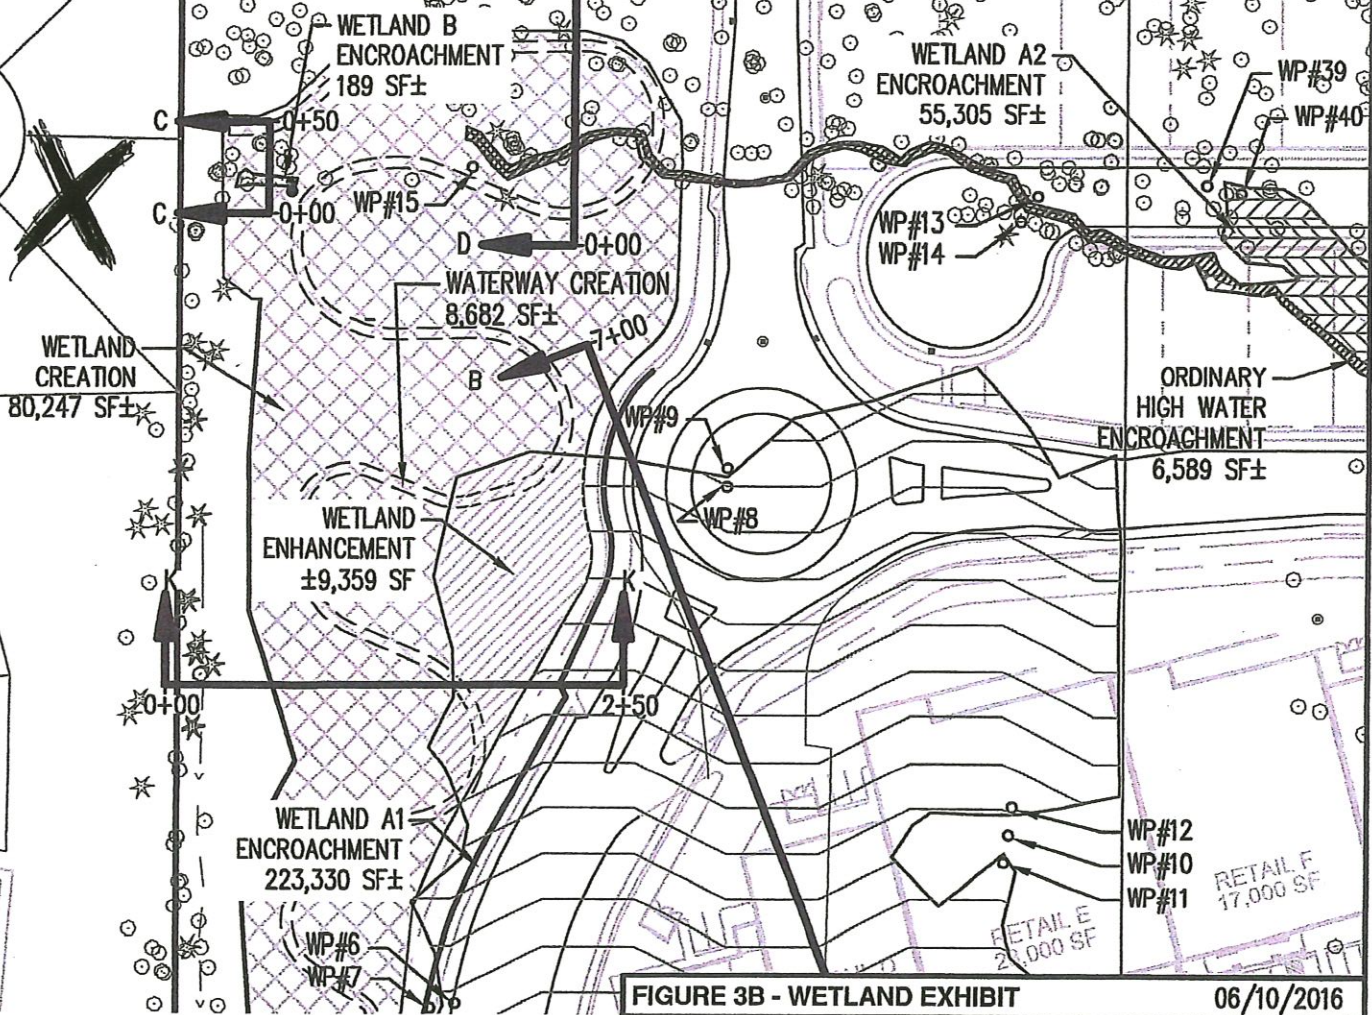 WETLAND B
ENCROACHMENT
189 SF±
WETLAND A2
ENCROACHMENT
55,305 SF±
WP#39
WP#40
C
0+50
C
0+00
WP#15
D
0+00
WP#13
WP#14
WATERWAY CREATION
8,682 SF±
7+00
B
WETLAND
CREATION
80,247 SF±
WP#9
ORDINARY
HIGH WATER
ENCROACHMENT
6,589 SF±
WP#8
WETLAND
ENHANCEMENT
±9,359 SF
K
K
0+00
2+50
WETLAND A1
ENCROACHMENT
223,330 SF±
WP#12
WP#10
WP#11
RETAIL F
17,000 SF
RETAIL E
WP#6
WP#7
FIGURE 3B - WETLAND EXHIBIT
06/10/2016